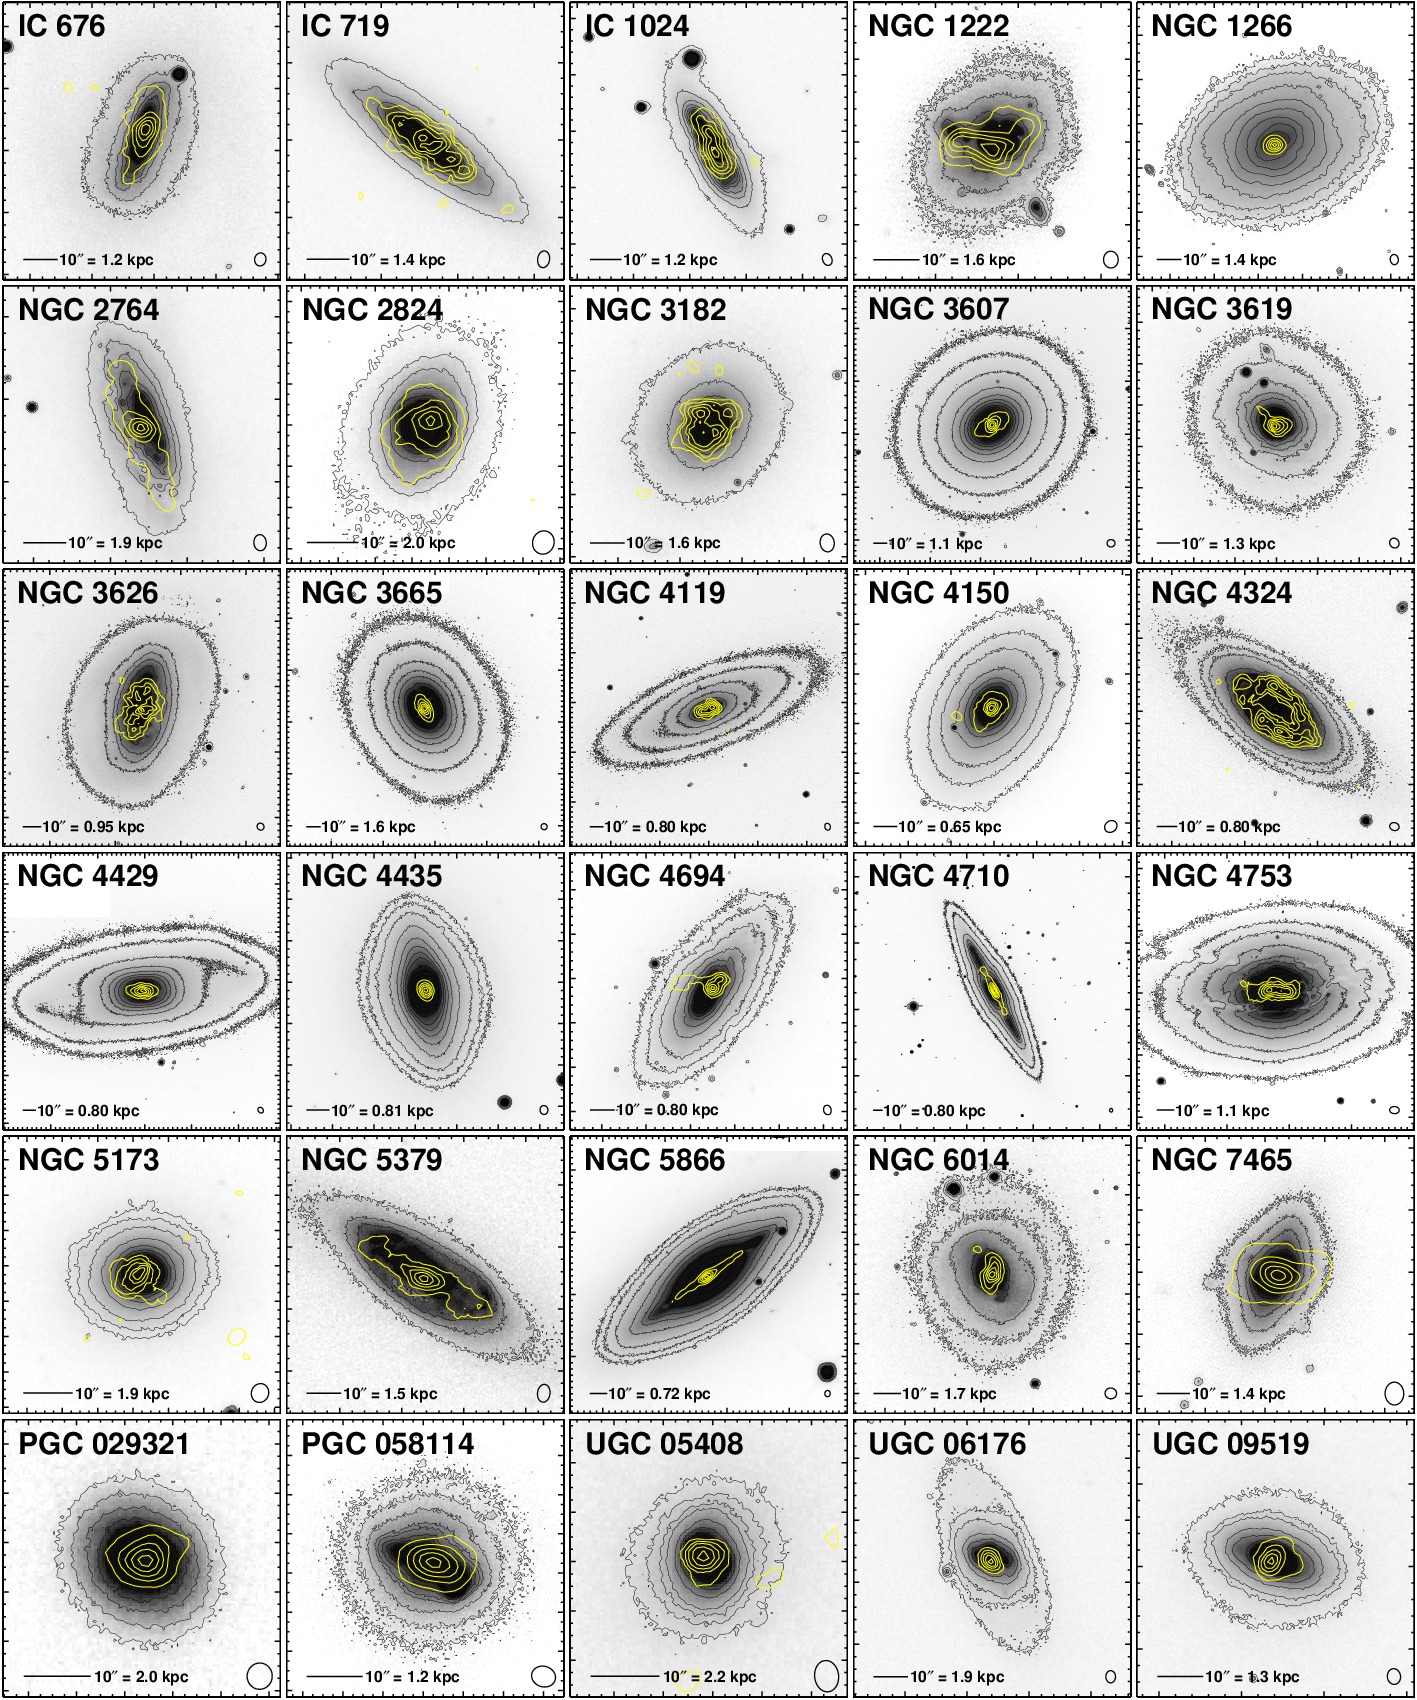 IC 676
10″ = 1.2 kpc
IC 719
10″ = 1.4 kpc
IC 1024
10″ = 1.2 kpc
NGC 1222
10″ = 1.6 kpc
NGC 1266
10″ = 1.4 kpc
NGC 2764
10″ = 1.9 kpc
NGC 2824
10″ = 2.0 kpc
NGC 3182
10″ = 1.6 kpc
NGC 3607
10″ = 1.1 kpc
NGC 3619
10″ = 1.3 kpc
NGC 3626
10″ = 0.95 kpc
NGC 3665
10″ = 1.6 kpc
NGC 4119
10″ = 0.80 kpc
NGC 4150
10″ = 0.65 kpc
NGC 4324
10″ = 0.80 kpc
NGC 4429
10″ = 0.80 kpc
NGC 4435
10″ = 0.81 kpc
NGC 4694
10″ = 0.80 kpc
NGC 4710
10″ = 0.80 kpc
NGC 4753
10″ = 1.1 kpc
NGC 5173
10″ = 1.9 kpc
NGC 5379
10″ = 1.5 kpc
NGC 5866
10″ = 0.72 kpc
NGC 6014
10″ = 1.7 kpc
NGC 7465
10″ = 1.4 kpc
PGC 029321
10″ = 2.0 kpc
PGC 058114
10″ = 1.2 kpc
UGC 05408
10″ = 2.2 kpc
UGC 06176
10″ = 1.9 kpc
UGC 09519
10″ = 1.3 kpc